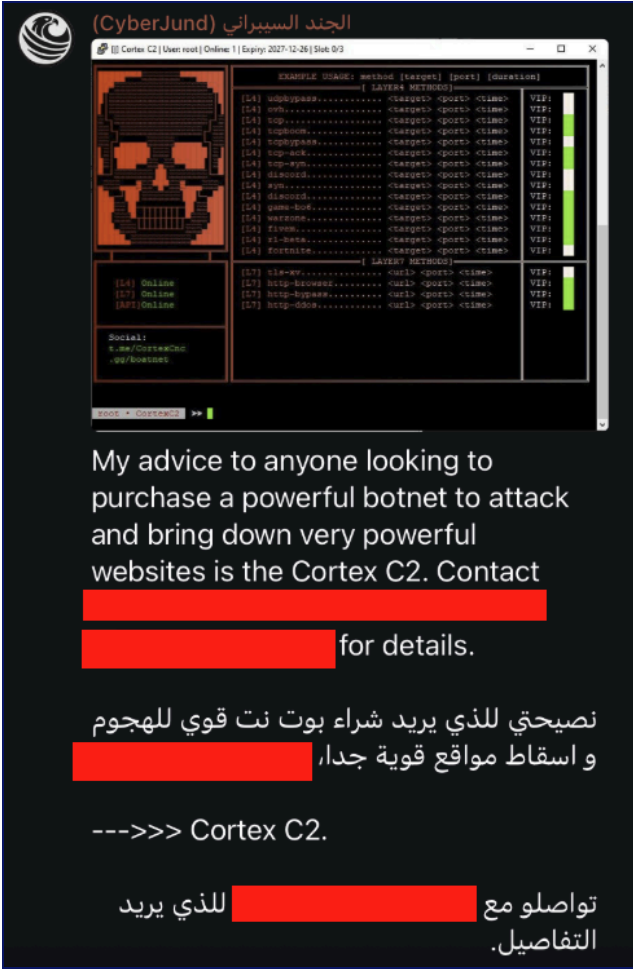 الجند السيبراني (CyberJund)
Cortex C2 | User: root | Online: 1 | Expiry: 2027-12-26 | Slot: 0/3
EXAMPLE USAGE: method [target] [port] [duration]
[ LAYER4 METHODS]
[L4] udpbypass............ <target> <port> <time> VIP:
[L4] ovh.................. <target> <port> <time> VIP:
[L4] tcp.................. <target> <port> <time> VIP:
[L4] tcpboom.............. <target> <port> <time> VIP:
[L4] tcpbypass............ <target> <port> <time> VIP:
[L4] tcp-ack.............. <target> <port> <time> VIP:
[L4] tcp-syn.............. <target> <port> <time> VIP:
[L4] discord.............. <target> <port> <time> VIP:
[L4] syn.................. <target> <port> <time> VIP:
[L4] discord.............. <target> <port> <time> VIP:
[L4] game-bo6............. <target> <port> <time> VIP:
[L4] warzone.............. <target> <port> <time> VIP:
[L4] fivem................ <target> <port> <time> VIP:
[L4] r1-beta.............. <target> <port> <time> VIP:
[L4] fortnite............. <target> <port> <time> VIP:
[ LAYER7 METHODS]
[L7] tls-xv............... <url> <port> <time> VIP:
[L7] http-browser......... <url> <port> <time> VIP:
[L7] http-bypass.......... <url> <port> <time> VIP:
[L7] http-ddos............ <url> <port> <time> VIP:
[L4] Online
[L7] Online
[API]Online
Social:
t.me/CortexCnc
.gg/boatnet
root • CortexC2 >>
My advice to anyone looking to
purchase a powerful botnet to attack
and bring down very powerful
websites is the Cortex C2. Contact
for details.
نصيحتي للذي يريد شراء بوت نت قوي للهجوم
و اسقاط مواقع قوية جدا،
--->>> Cortex C2.
تواصلو مع للذي يريد
التفاصيل.